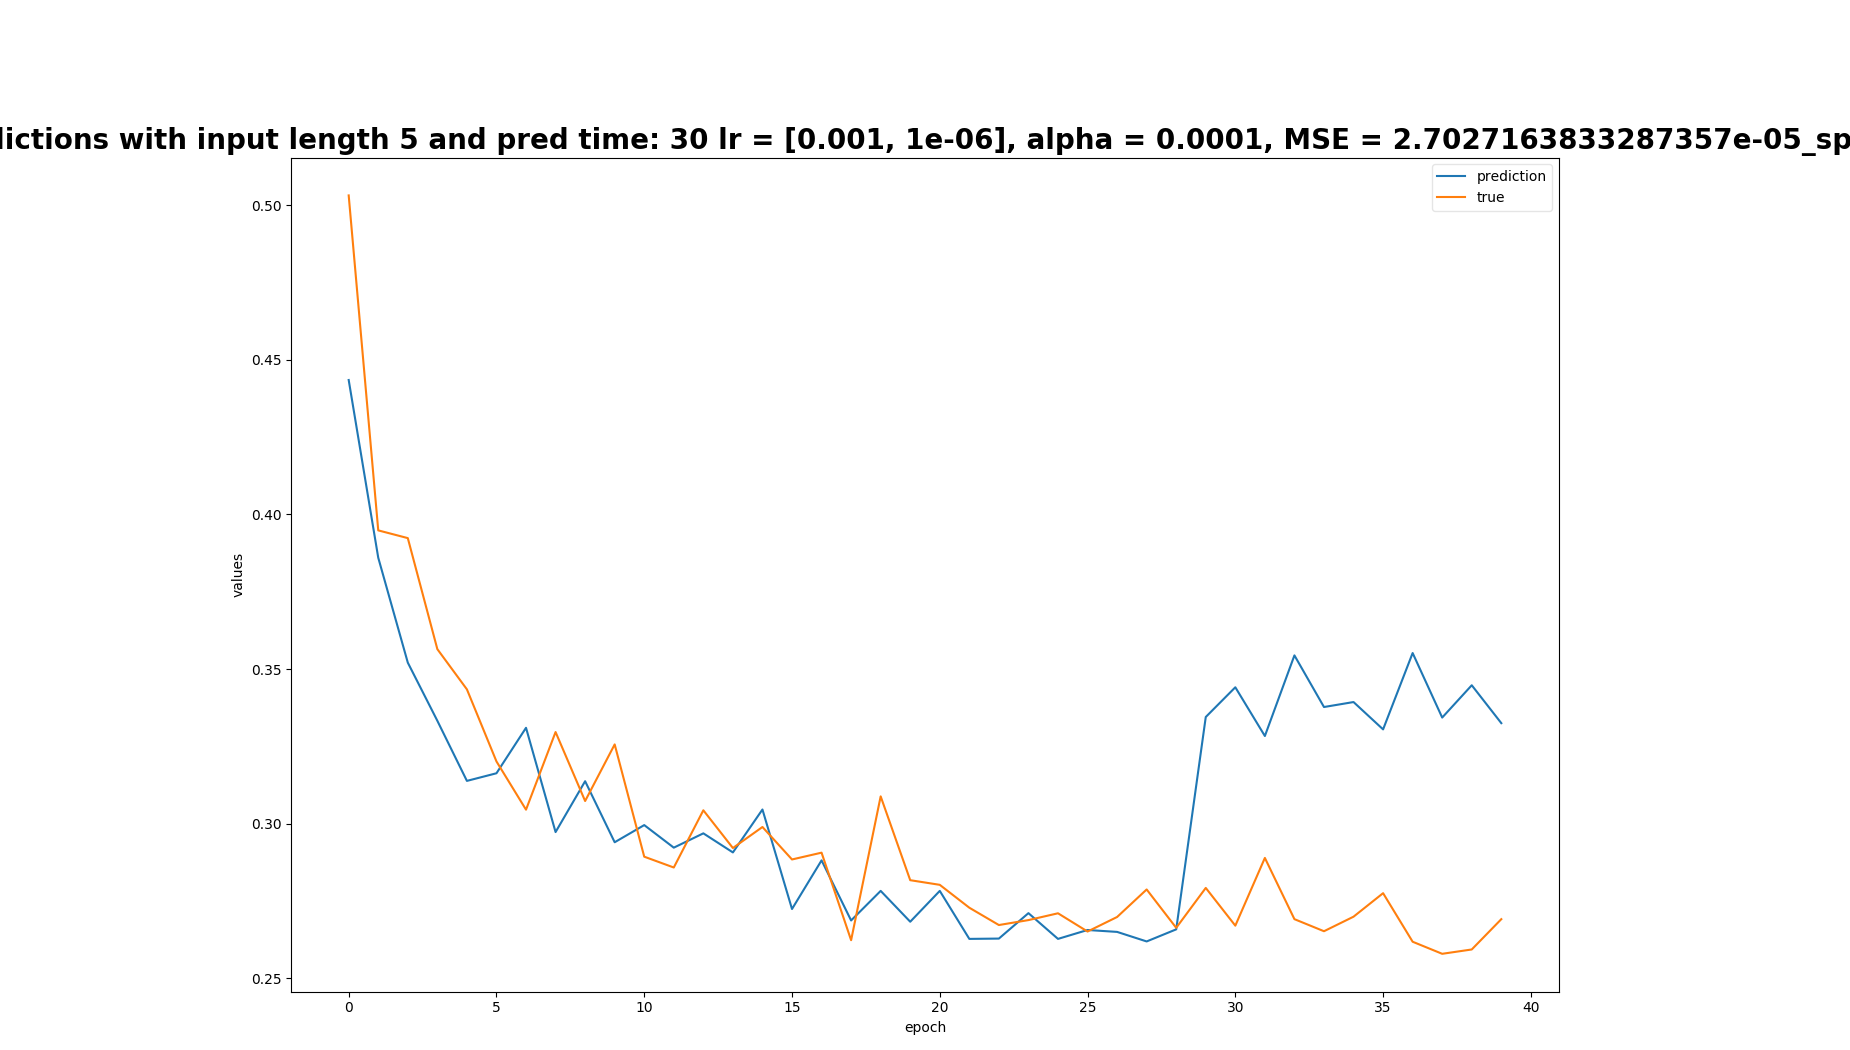 with input length 5 and pred time: 30 lr = [0.001, 1e-06], alpha = 0.0001, MSE = 2.7027163833287357e-05_sp
prediction
true
0.50
0.45
0.40
0.35
0.30
0.25
values
0 5 10 15 20 25 30 35 40
epoch